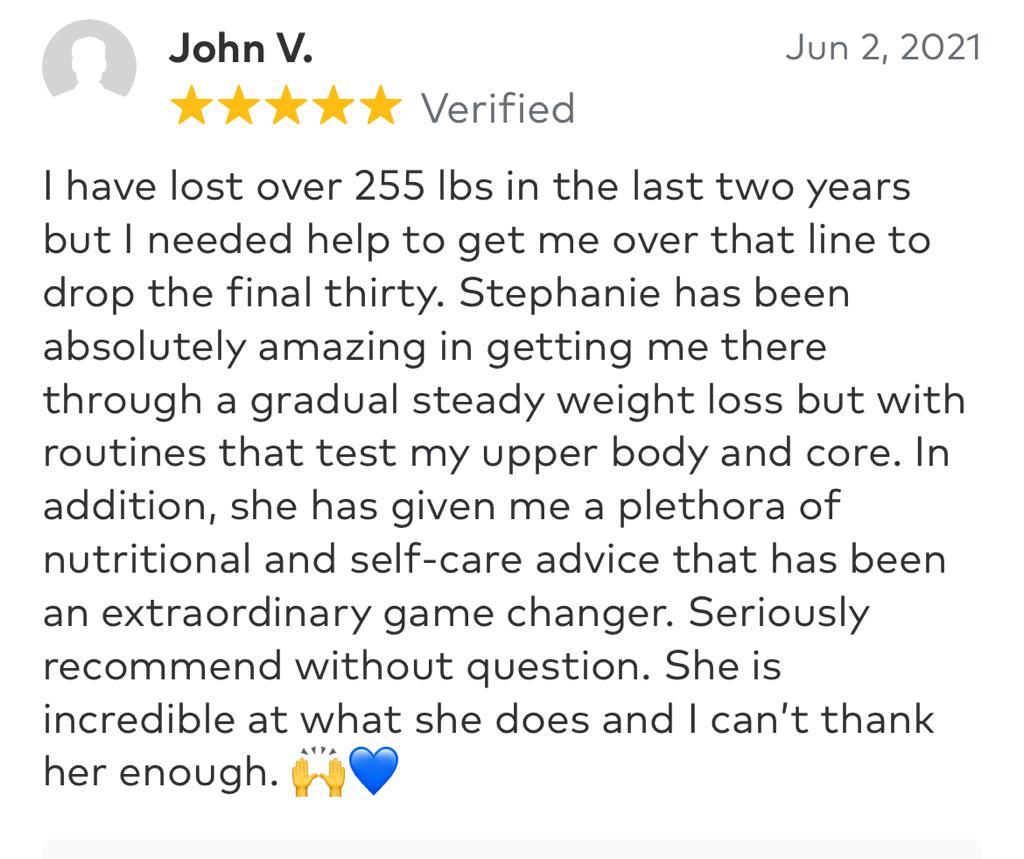 John V.
Jun 2, 2021
Verified
I have lost over 255 lbs in the last two years
but I needed help to get me over that line to
drop the final thirty. Stephanie has been
absolutely amazing in getting me there
through a gradual steady weight loss but with
routines that test my upper body and core. In
addition, she has given me a plethora of
nutritional and self-care advice that has been
an extraordinary game changer. Seriously
recommend without question. She is
incredible at what she does and I can’t thank
her enough. 🙌💙